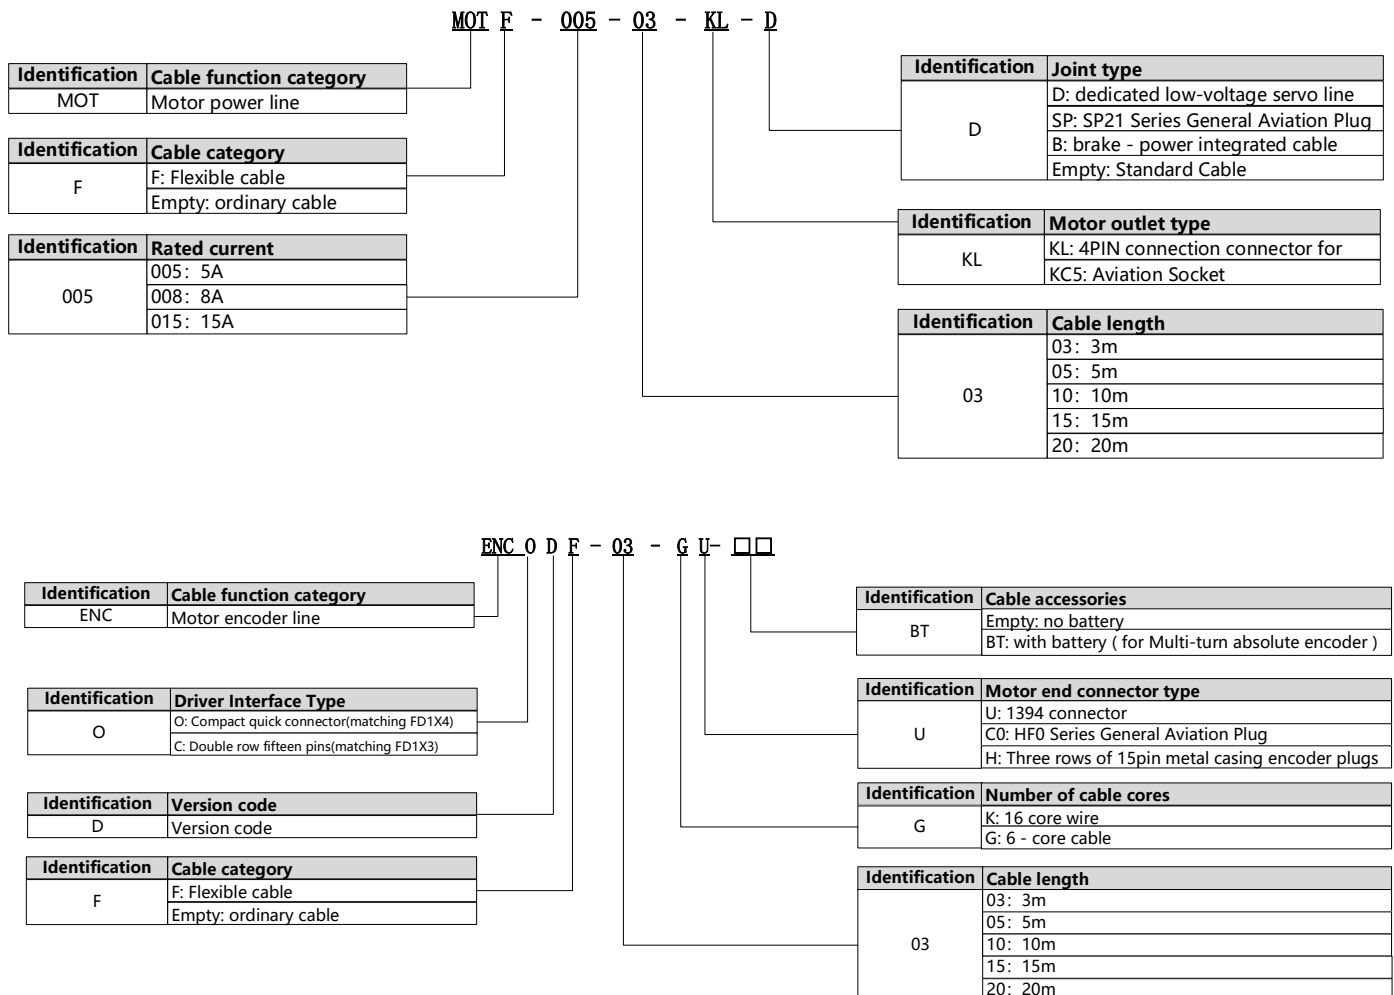 MOT F - 005 - 03 - KL - D
Identification Cable function category
MOT Motor power line
Identification Cable category
F
F: Flexible cable
Empty: ordinary cable
Identification Rated current
005
005: 5A
008: 8A
015: 15A
Identification Joint type
D
D: dedicated low-voltage servo line
SP: SP21 Series General Aviation Plug
B: brake - power integrated cable
Empty: Standard Cable
Identification Motor outlet type
KL
KL: 4PIN connection connector for
KC5: Aviation Socket
Identification Cable length
03
03: 3m
05: 5m
10: 10m
15: 15m
20: 20m
ENC O D F - 03 - G U- □□
Identification Cable function category
ENC Motor encoder line
Identification Driver Interface Type
O
O: Compact quick connector(matching FD1X4)
C: Double row fifteen pins(matching FD1X3)
Identification Version code
D Version code
Identification Cable category
F
F: Flexible cable
Empty: ordinary cable
Identification Cable accessories
BT
Empty: no battery
BT: with battery ( for Multi-turn absolute encoder )
Identification Motor end connector type
U
U: 1394 connector
C0: HF0 Series General Aviation Plug
H: Three rows of 15pin metal casing encoder plugs
Identification Number of cable cores
G
K: 16 core wire
G: 6 - core cable
Identification Cable length
03
03: 3m
05: 5m
10: 10m
15: 15m
20: 20m